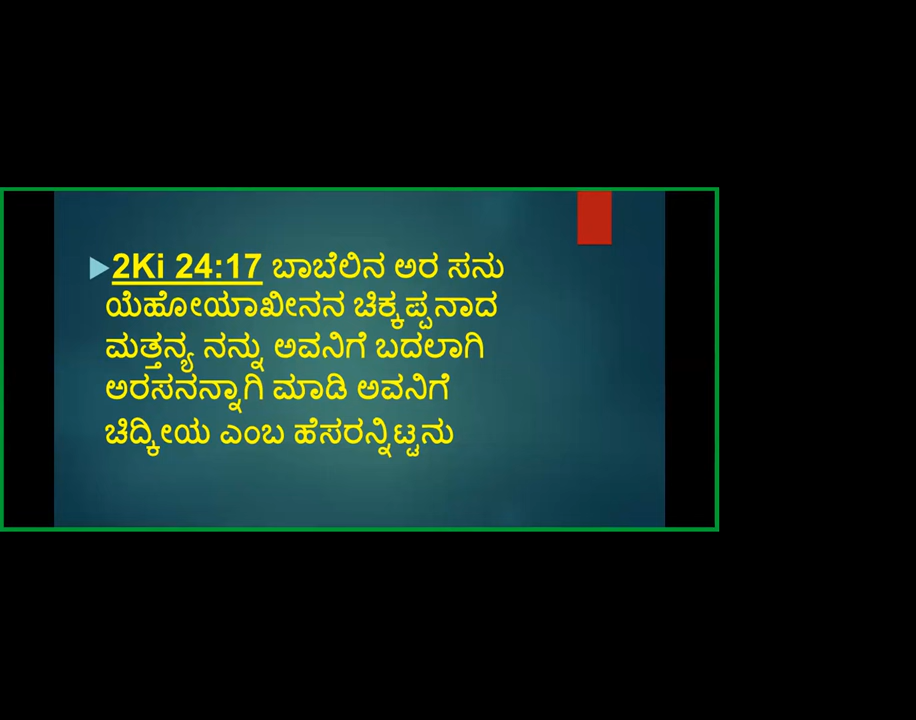 2Ki 24:17 ಬಾಬೆಲಿನ ಅರ ಸನು
ಯೆಹೋಯಾಖೀನನ ಚಿಕ್ಕಪ್ಪನಾದ
ಮತ್ತನ್ಯ ನನ್ನು ಅವನಿಗೆ ಬದಲಾಗಿ
ಅರಸನನ್ನಾಗಿ ಮಾಡಿ ಅವನಿಗೆ
ಚಿದ್ಕೀಯ ಎಂಬ ಹೆಸರನ್ನಿಟ್ಟನು